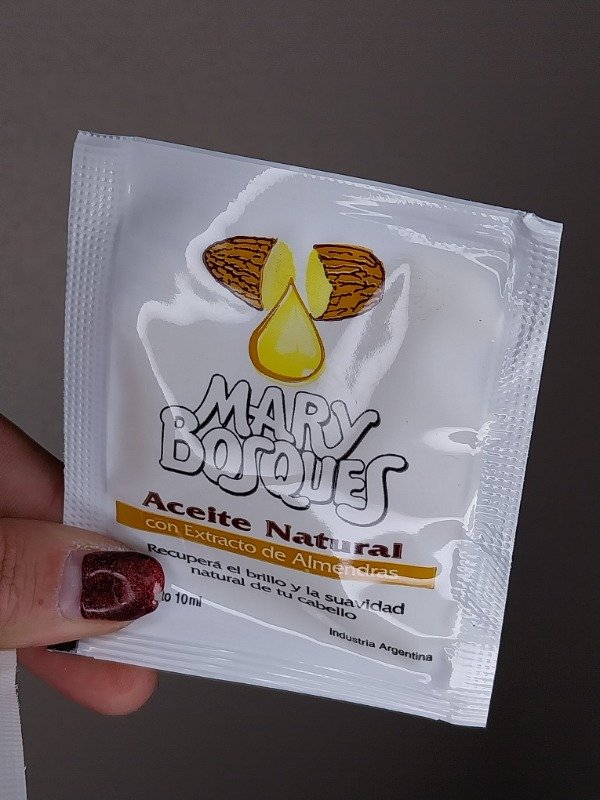 MARY
BOSQUES
Aceite Natural
con Extracto de Almendras
Recuperá el brillo y la suavidad
natural de tu cabello
10ml
Industria Argentina